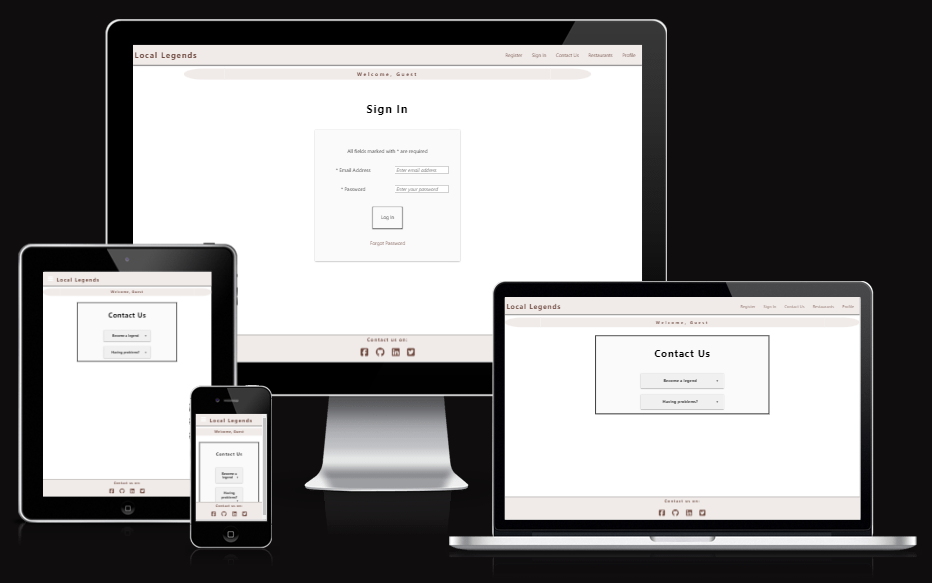 Local Legends
Register Sign In Contact Us Restaurants Profile
Welcome, Guest
Sign In
All fields marked with * are required
* Email Address Enter email address
* Password Enter your password
Log in
Forgot Password
Contact us on:
Local Legends
Welcome, Guest
Contact Us
Become a legend
Having problems?
Contact us on:
Local Legends
Welcome, Guest
Contact Us
Become a
legend
Having
problems?
Contact us on:
Local Legends
Register Sign In Contact Us Restaurants Profile
Welcome, Guest
Contact Us
Become a legend
Having problems?
Contact us on: